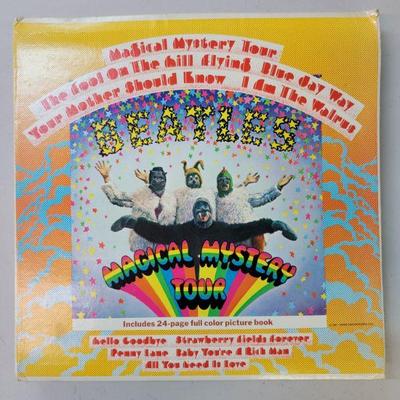 Magical Mystery Tour
The Fool On The Hill Flying Blue Jay Way
Your Mother Should Know I Am The Walrus
BEATLES
MAGICAL MYSTERY
TOUR
Includes 24-page full color picture book
Hello Goodbye Strawberry Fields Forever
Penny Lane Baby You're A Rich Man
All You Need Is Love